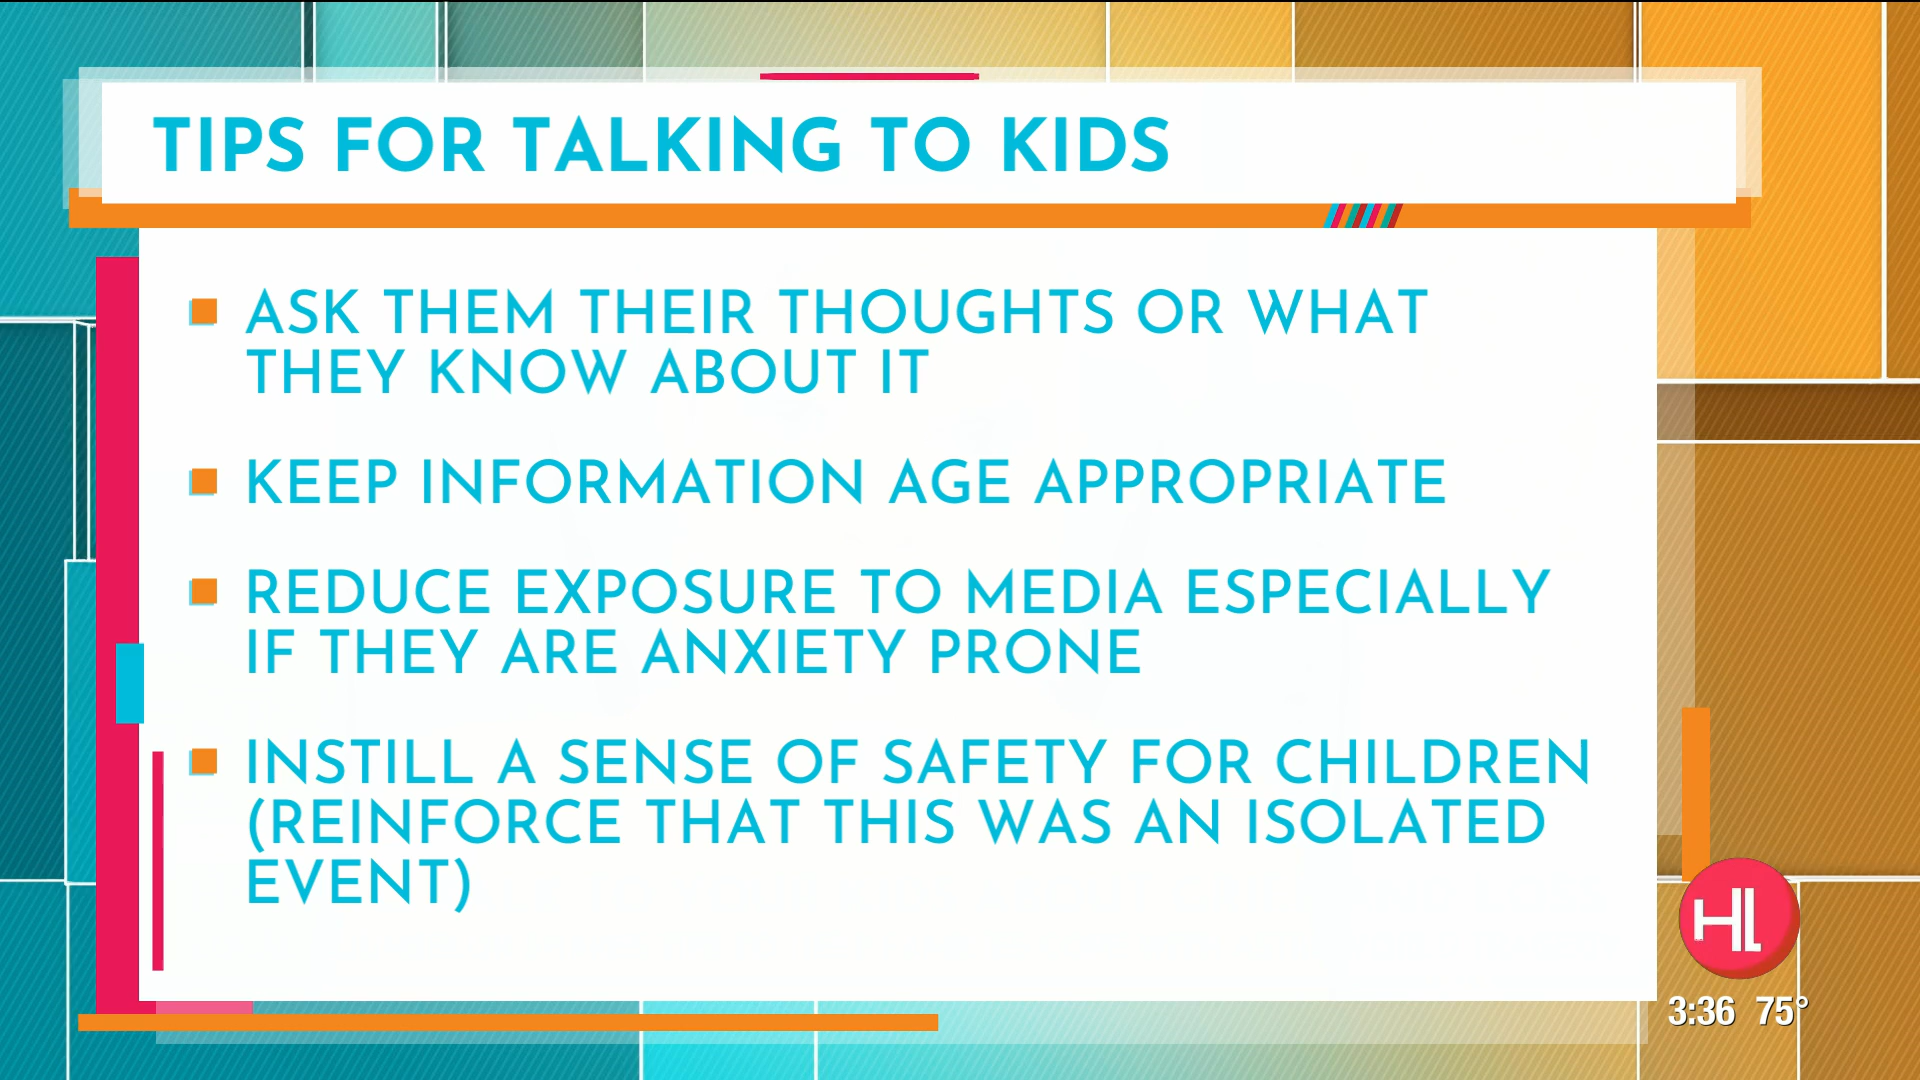 TIPS FOR TALKING TO KIDS
ASK THEM THEIR THOUGHTS OR WHAT
THEY KNOW ABOUT IT
KEEP INFORMATION AGE APPROPRIATE
REDUCE EXPOSURE TO MEDIA ESPECIALLY
IF THEY ARE ANXIETY PRONE
INSTILL A SENSE OF SAFETY FOR CHILDREN
(REINFORCE THAT THIS WAS AN ISOLATED
EVENT)
HL
3:36 75°